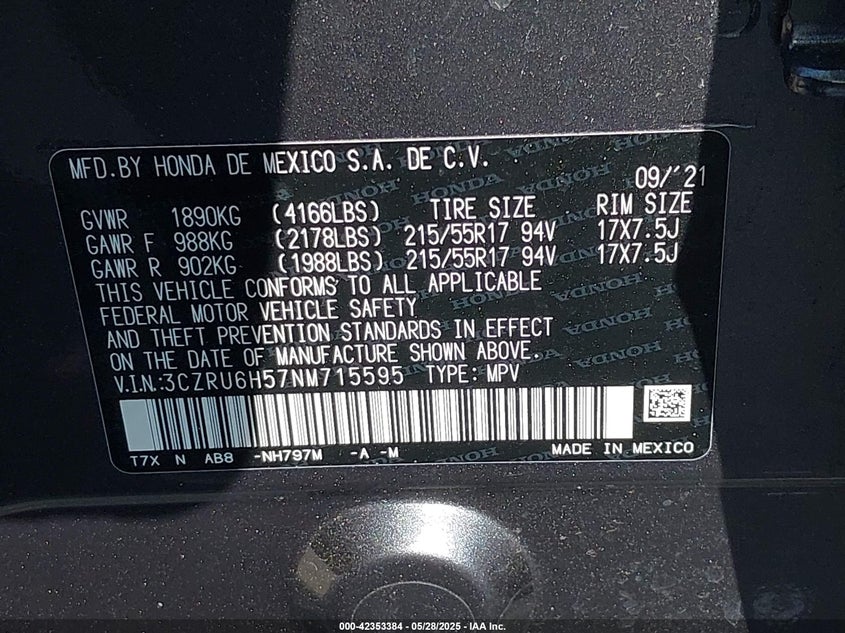 MFD.BY HONDA DE MEXICO S.A. DE C.V.
09/'21
GVWR 1890KG (4166LBS) TIRE SIZE RIM SIZE
GAWR F 988KG (2178LBS) 215/55R17 94V 17X7.5J
GAWR R 902KG (1988LBS) 215/55R17 94V 17X7.5J
THIS VEHICLE CONFORMS TO ALL APPLICABLE
FEDERAL MOTOR VEHICLE SAFETY
AND THEFT PREVENTION STANDARDS IN EFFECT
ON THE DATE OF MANUFACTURE SHOWN ABOVE.
V.I.N.:3CZRU6H57NM715595 TYPE: MPV
T7X N AB8 -NH797M -A -M MADE IN MEXICO
000-42353384 - 05/28/2025 - IAA Inc.